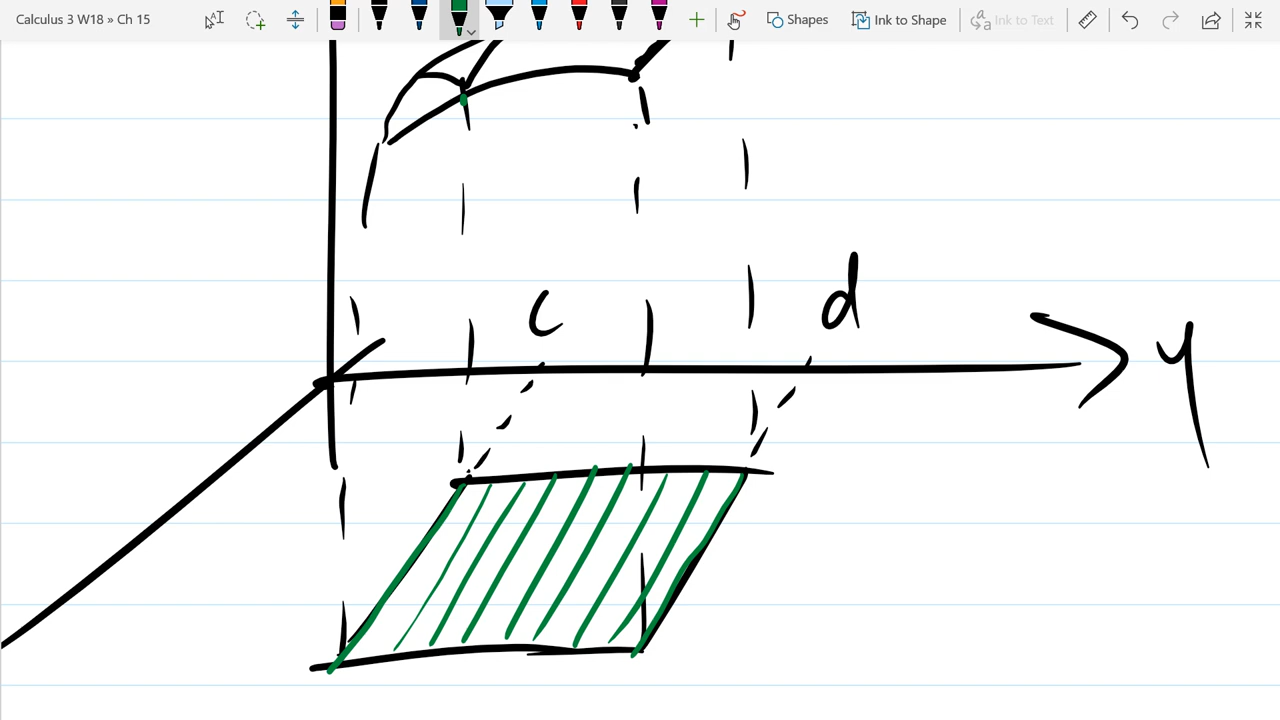 Calculus 3 W18 » Ch 15
Shapes
Ink to Shape
Ink to Text
c
d
y